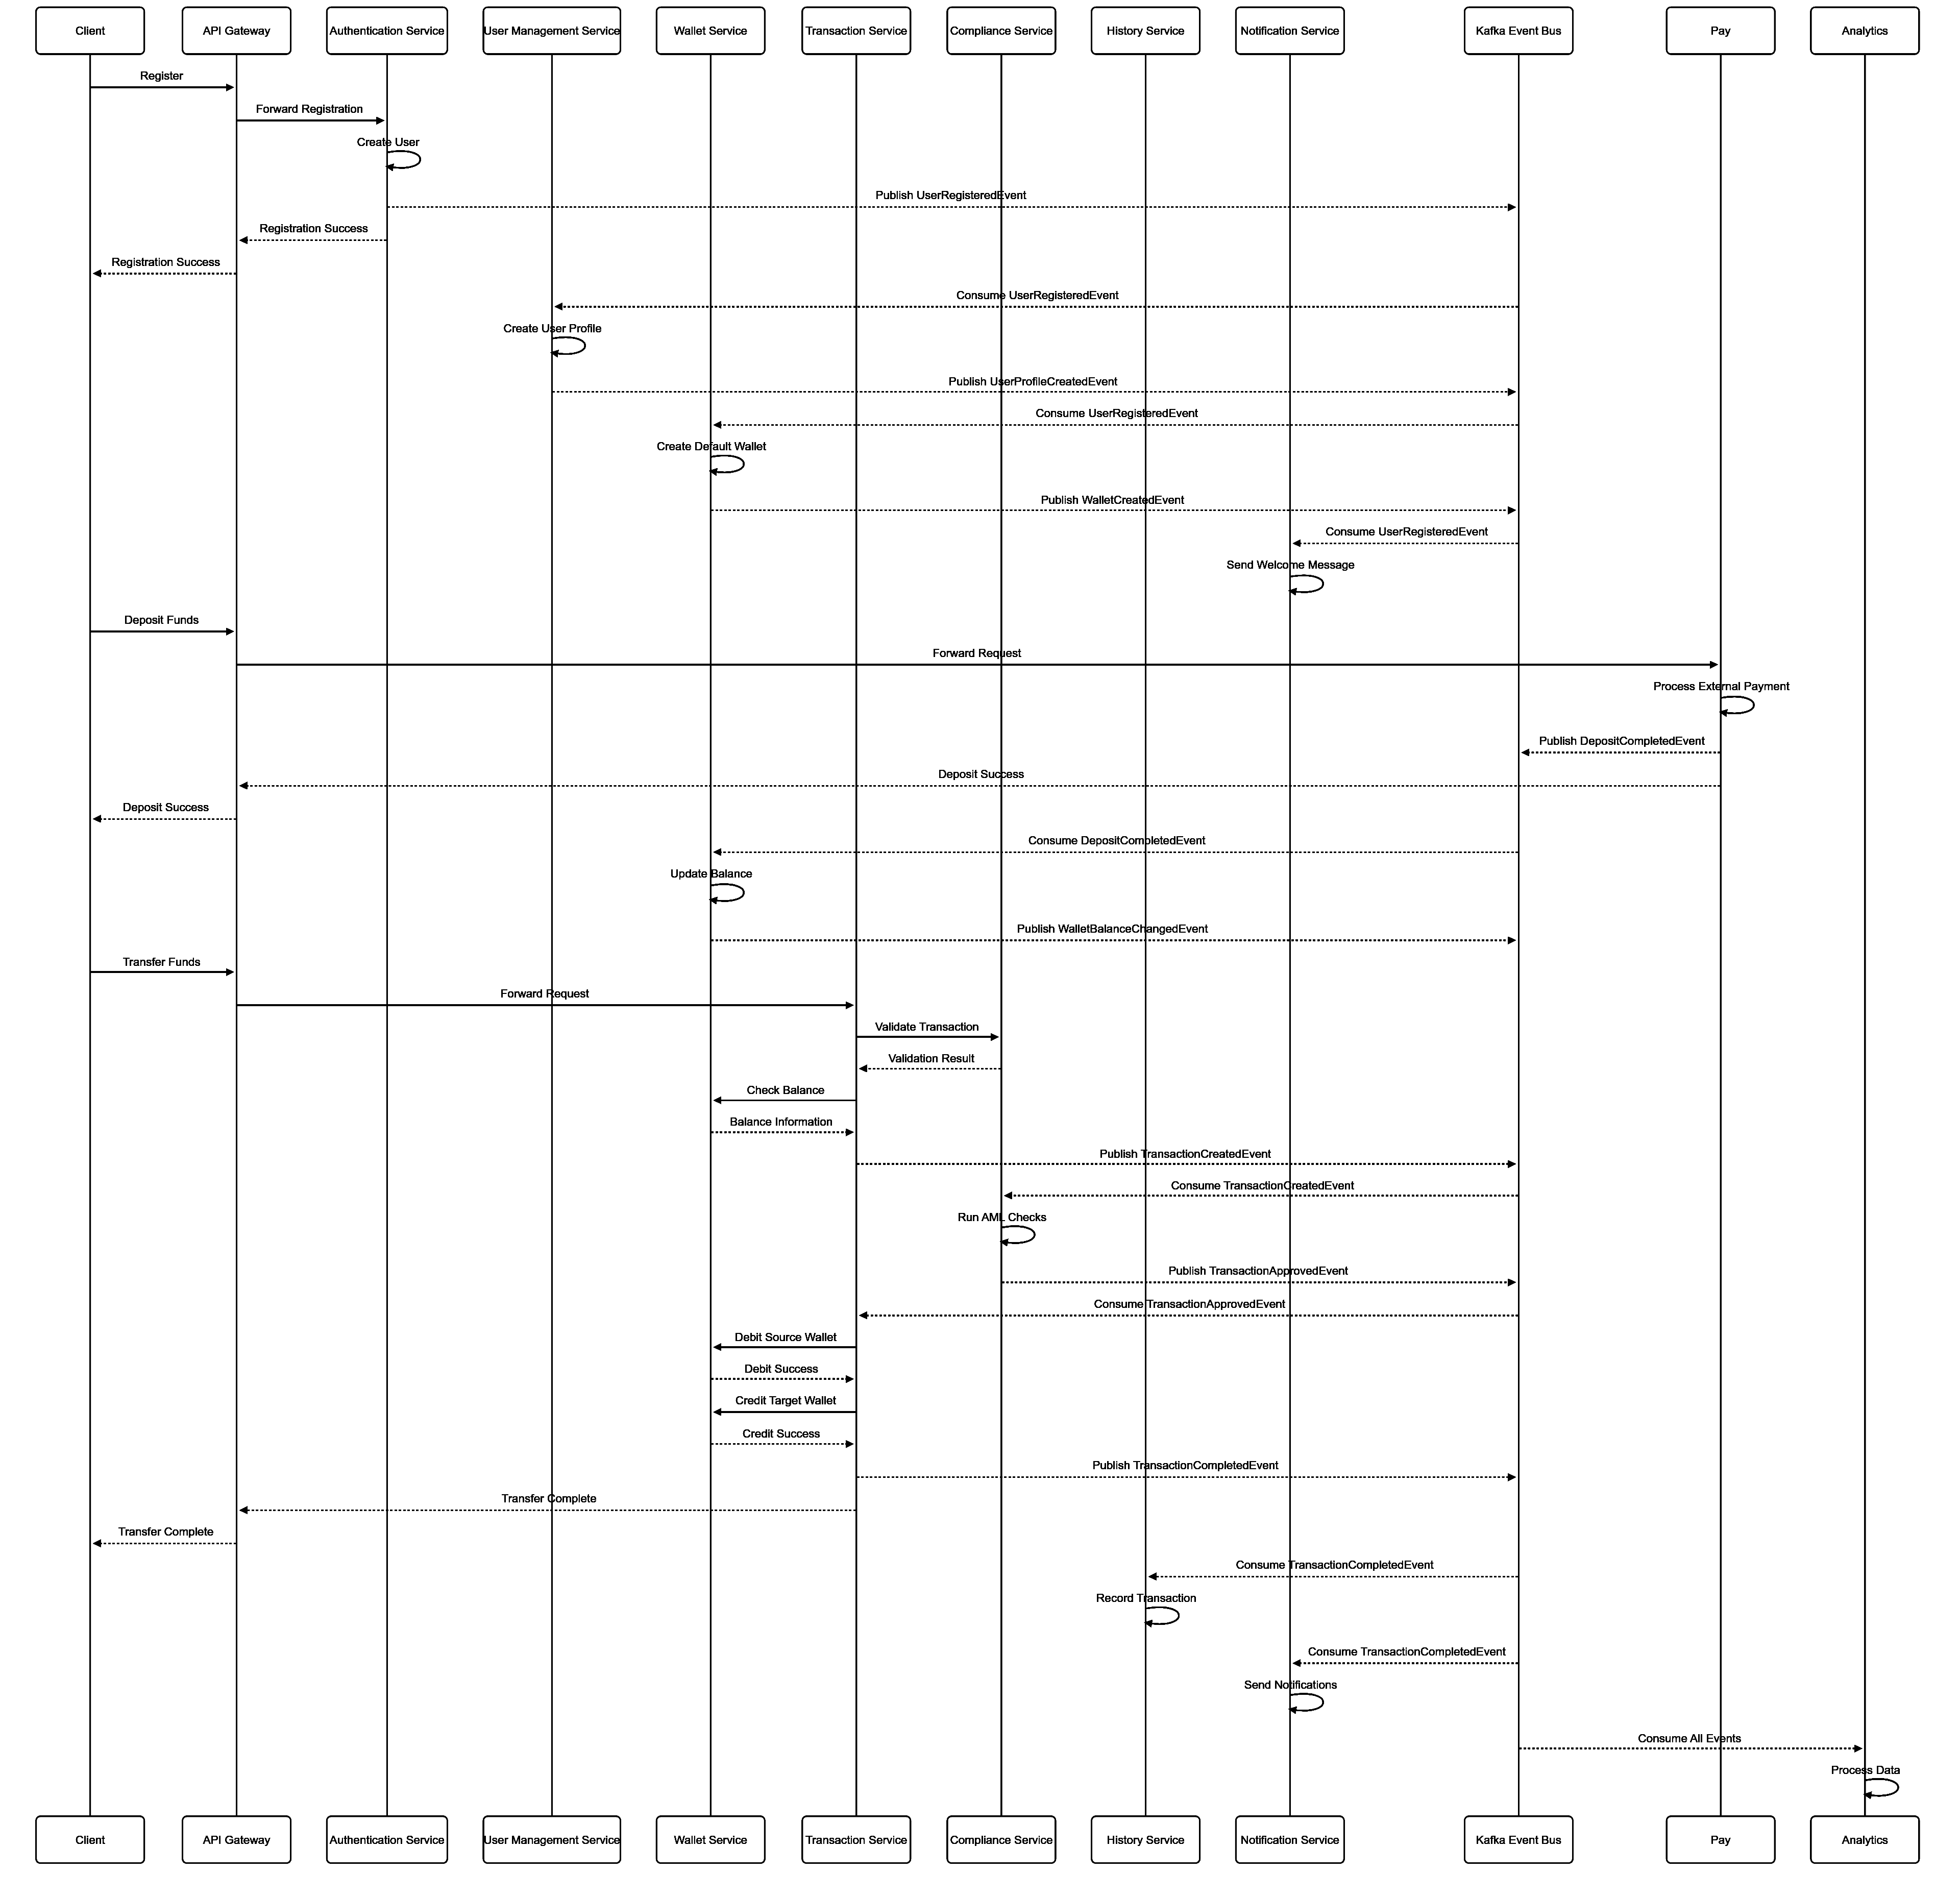 Client
API Gateway
Authentication Service
User Management Service
Wallet Service
Transaction Service
Compliance Service
History Service
Notification Service
Kafka Event Bus
Pay
Analytics
Register
Forward Registration
Create User
Publish UserRegisteredEvent
Registration Success
Registration Success
Consume UserRegisteredEvent
Create User Profile
Publish UserProfileCreatedEvent
Consume UserRegisteredEvent
Create Default Wallet
Publish WalletCreatedEvent
Consume UserRegisteredEvent
Send Welcome Message
Deposit Funds
Forward Request
Process External Payment
Publish DepositCompletedEvent
Deposit Success
Deposit Success
Consume DepositCompletedEvent
Update Balance
Publish WalletBalanceChangedEvent
Transfer Funds
Forward Request
Validate Transaction
Validation Result
Check Balance
Balance Information
Publish TransactionCreatedEvent
Consume TransactionCreatedEvent
Run AML Checks
Publish TransactionApprovedEvent
Consume TransactionApprovedEvent
Debit Source Wallet
Debit Success
Credit Target Wallet
Credit Success
Publish TransactionCompletedEvent
Transfer Complete
Transfer Complete
Consume TransactionCompletedEvent
Record Transaction
Consume TransactionCompletedEvent
Send Notifications
Consume All Events
Process Data
Client
API Gateway
Authentication Service
User Management Service
Wallet Service
Transaction Service
Compliance Service
History Service
Notification Service
Kafka Event Bus
Pay
Analytics